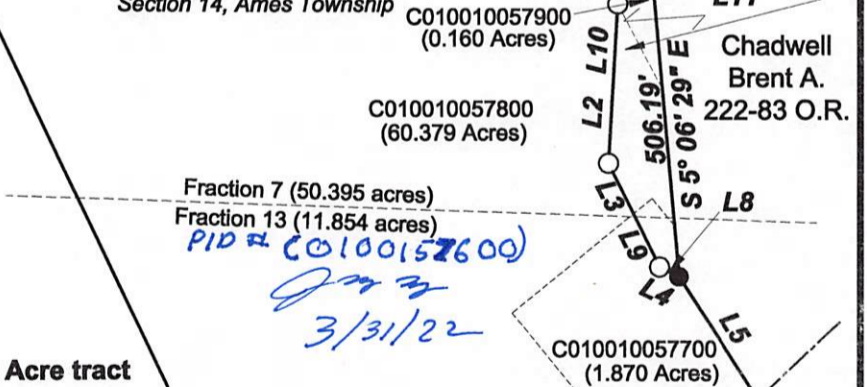 Section 14, Ames Township
C010010057900
(0.160 Acres)
L10
L2
Chadwell
Brent A.
222-83 O.R.
C010010057800
(60.379 Acres)
506.19'
S 5° 06' 29" E
Fraction 7 (50.395 acres)
Fraction 13 (11.854 acres)
L3
L8
L9
L4
L5
PID # C0100157600)
3/31/22
C010010057700
(1.870 Acres)
Acre tract